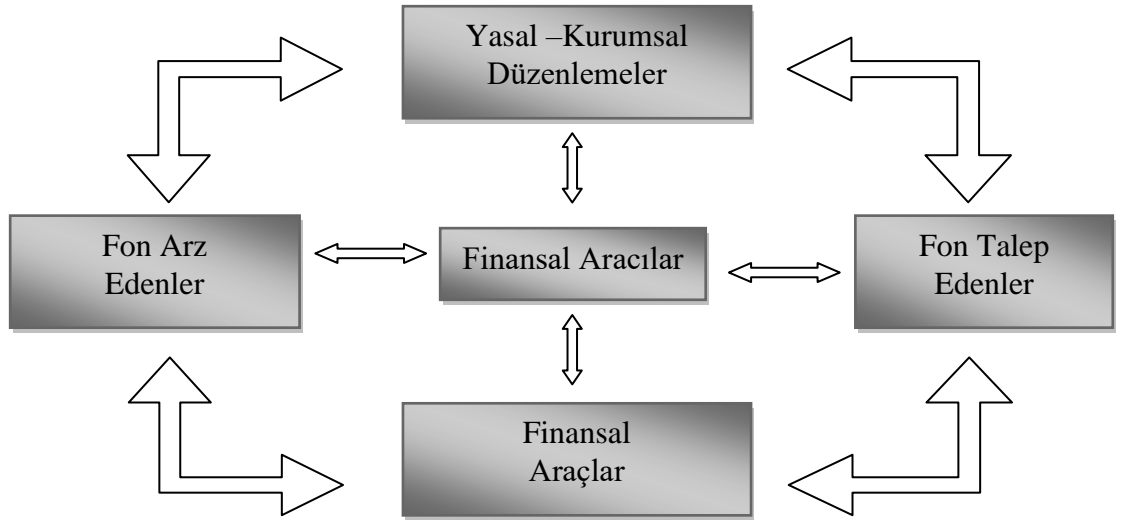 Yasal –Kurumsal
Düzenlemeler
Fon Arz
Edenler
Finansal Aracılar
Fon Talep
Edenler
Finansal
Araçlar